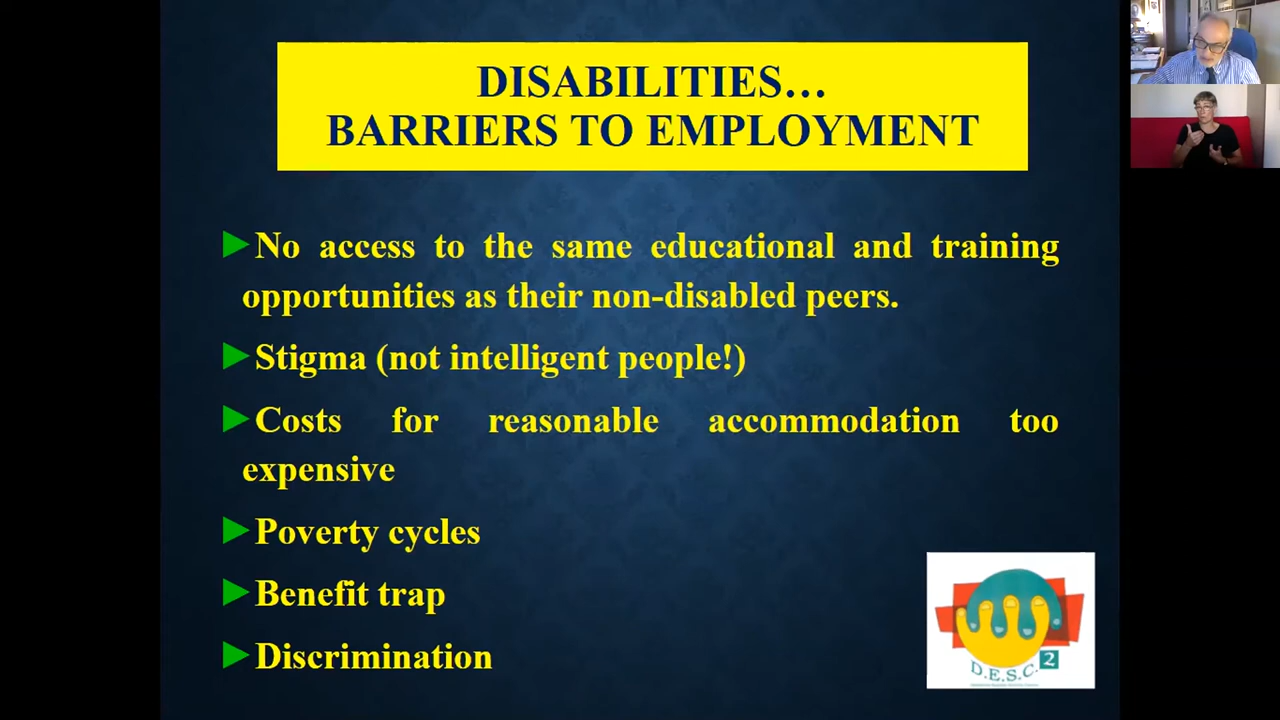 DISABILITIES…
BARRIERS TO EMPLOYMENT
No access to the same educational and training
opportunities as their non-disabled peers.
Stigma (not intelligent people!)
Costs for reasonable accommodation too
expensive
Poverty cycles
Benefit trap
Discrimination
D.E.S.C. 2